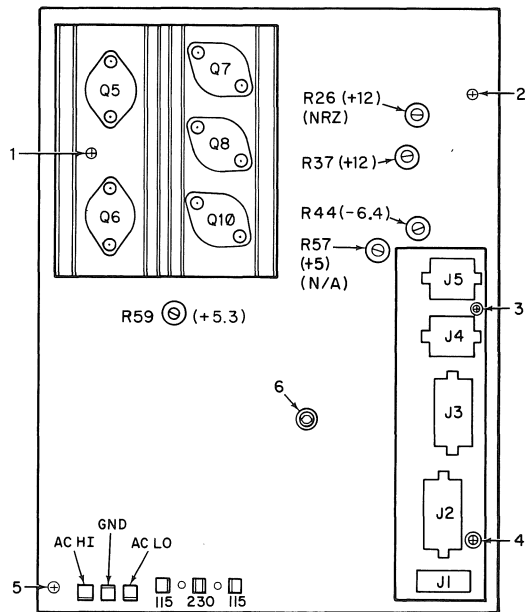 Q5
Q7
R26 (+12)
(NRZ)
2
1
Q8
R37 (+12)
Q6
Q10
R44 (-6.4)
R57
(+5)
(N/A)
J5
R59 (+5.3)
3
J4
6
J3
J2
4
GND
AC HI
AC LO
5
115 230 115
J1